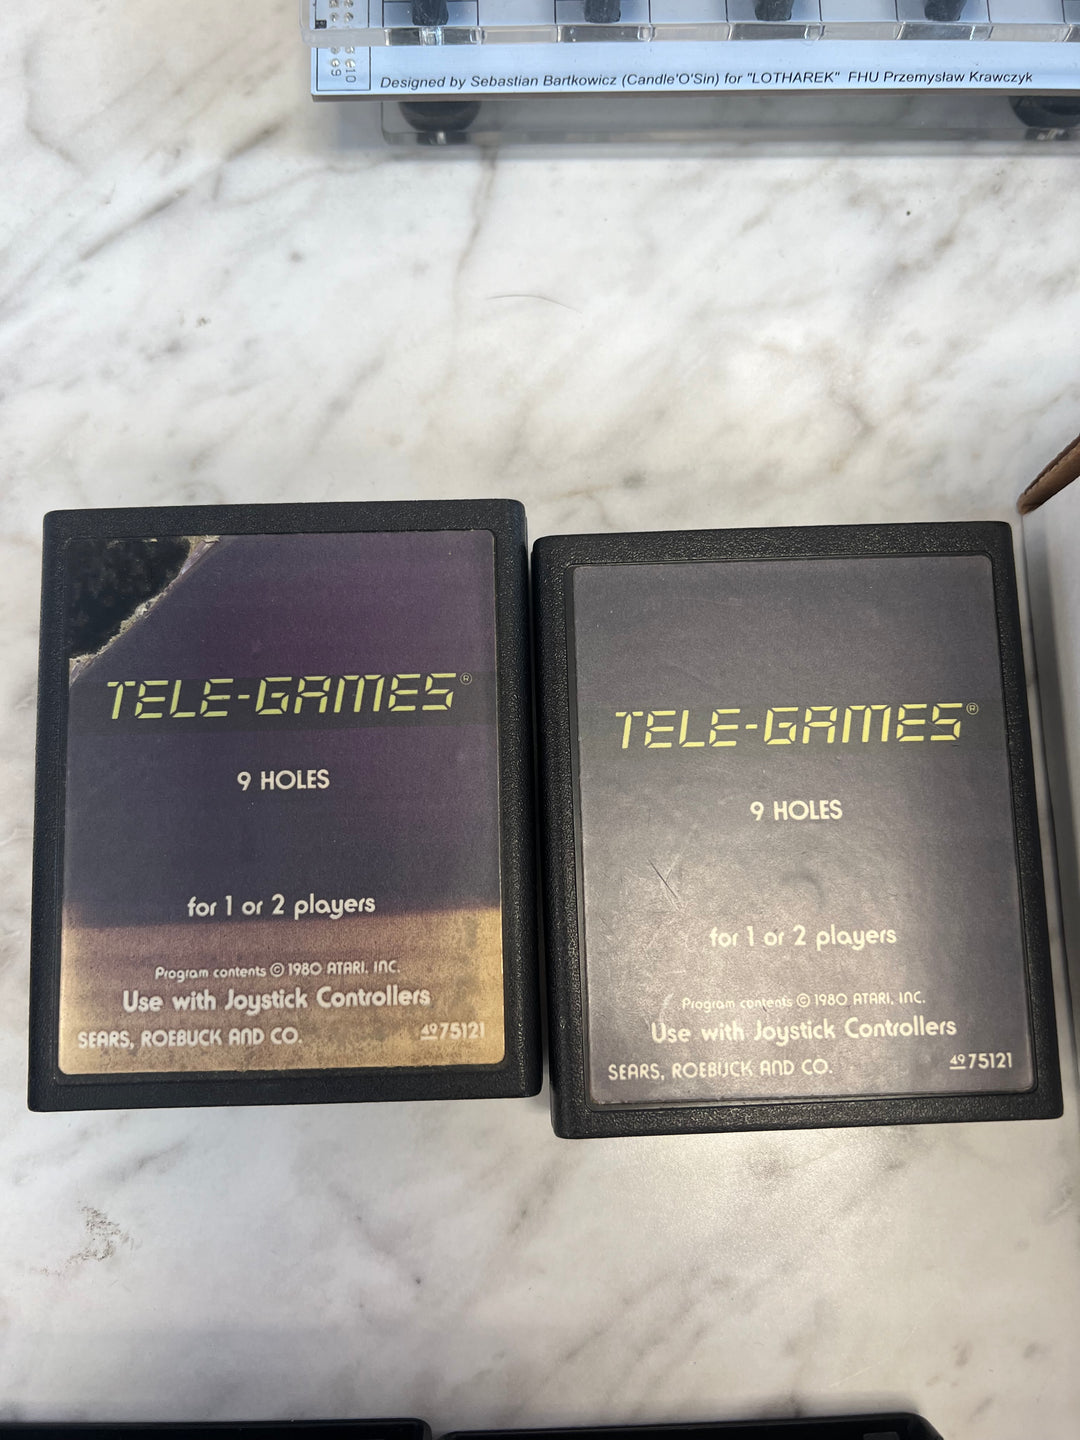 Designed by Sebastian Bartkowicz (Candle'O'Sin) for "LOTHAREK" FHU Przemysław Krawczyk
TELE-GAMES®
9 HOLES
for 1 or 2 players
Program contents © 1980 ATARI, INC.
Use with Joystick Controllers
SEARS, ROEBUCK AND CO. 49 75121
TELE-GAMES®
9 HOLES
for 1 or 2 players
Program contents © 1980 ATARI, INC.
Use with Joystick Controllers
SEARS, ROEBUCK AND CO. 49 75121